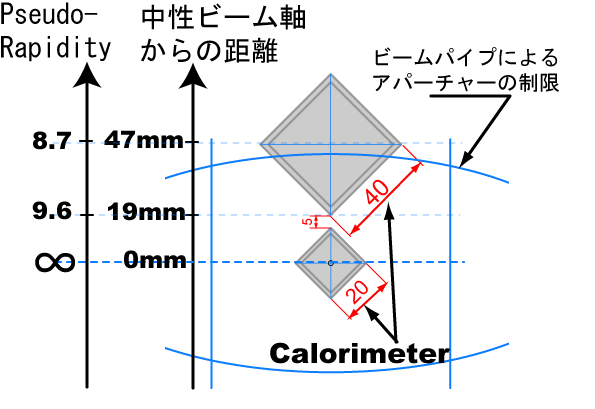 Pseudo-
Rapidity
中性ビーム軸
からの距離
ビームパイプによる
アパーチャーの制限
8.7
47mm
40
9.6
19mm
5
∞
0mm
20
Calorimeter